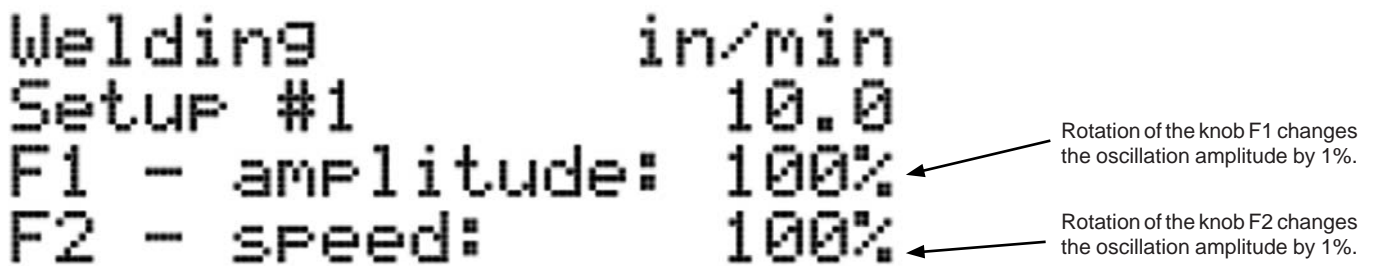 Welding in/min
Setup #1 10.0
F1 - amplitude: 100%
F2 - speed: 100%
Rotation of the knob F1 changes
the oscillation amplitude by 1%.
Rotation of the knob F2 changes
the oscillation amplitude by 1%.